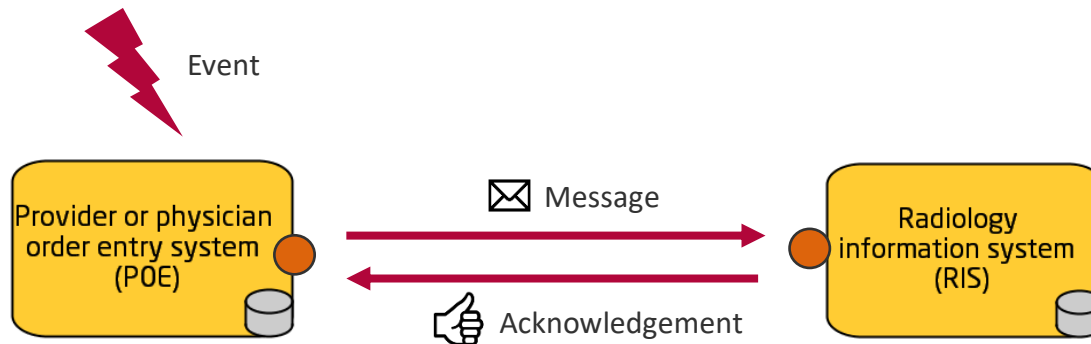 Event
Message
Provider or physician
order entry system
(POE)
Radiology
information system
(RIS)
Acknowledgement